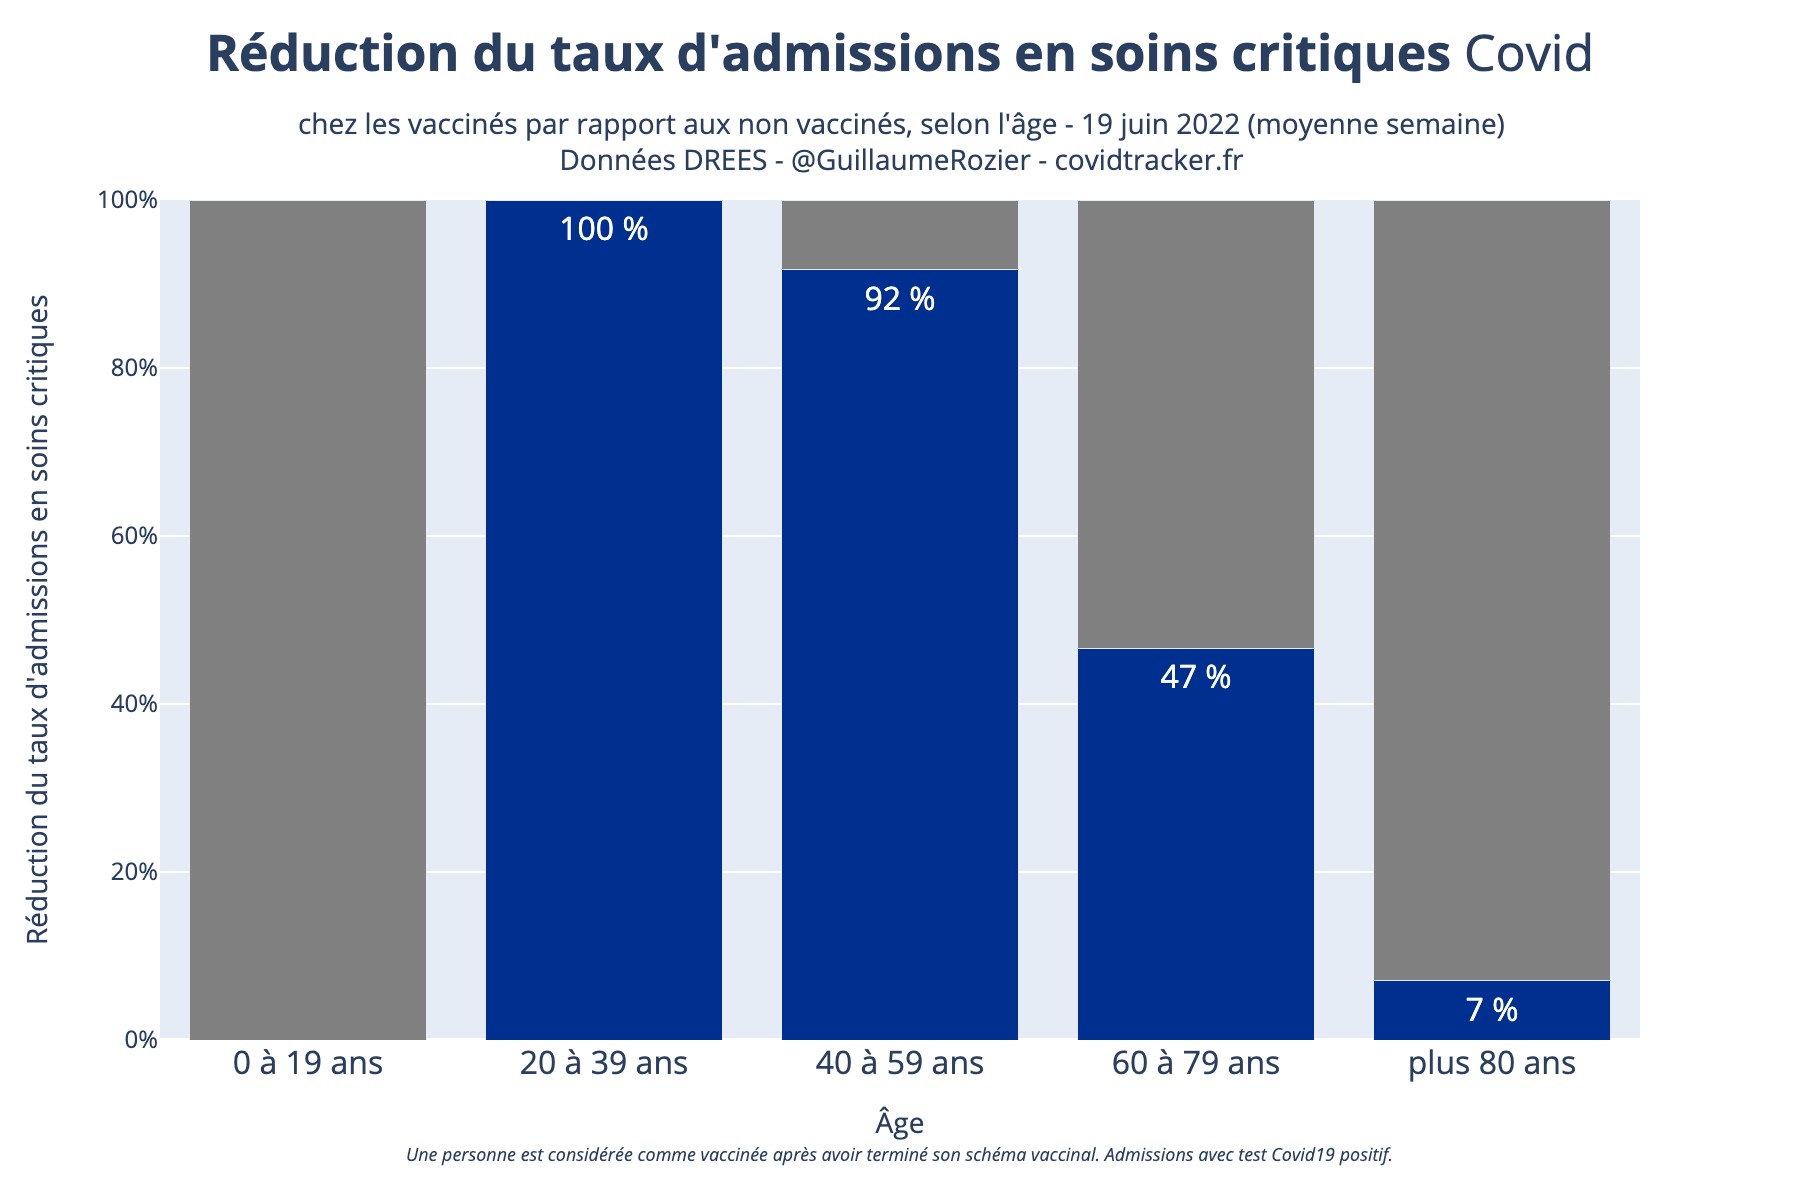 Réduction du taux d'admissions en soins critiques Covid
chez les vaccinés par rapport aux non vaccinés, selon l'âge - 19 juin 2022 (moyenne semaine)
Données DREES - @GuillaumeRozier - covidtracker.fr
Réduction du taux d'admissions en soins critiques
100%
80%
60%
40%
20%
0%
100 %
92 %
47 %
7 %
0 à 19 ans
20 à 39 ans
40 à 59 ans
60 à 79 ans
plus 80 ans
Âge
Une personne est considérée comme vaccinée après avoir terminé son schéma vaccinal. Admissions avec test Covid19 positif.